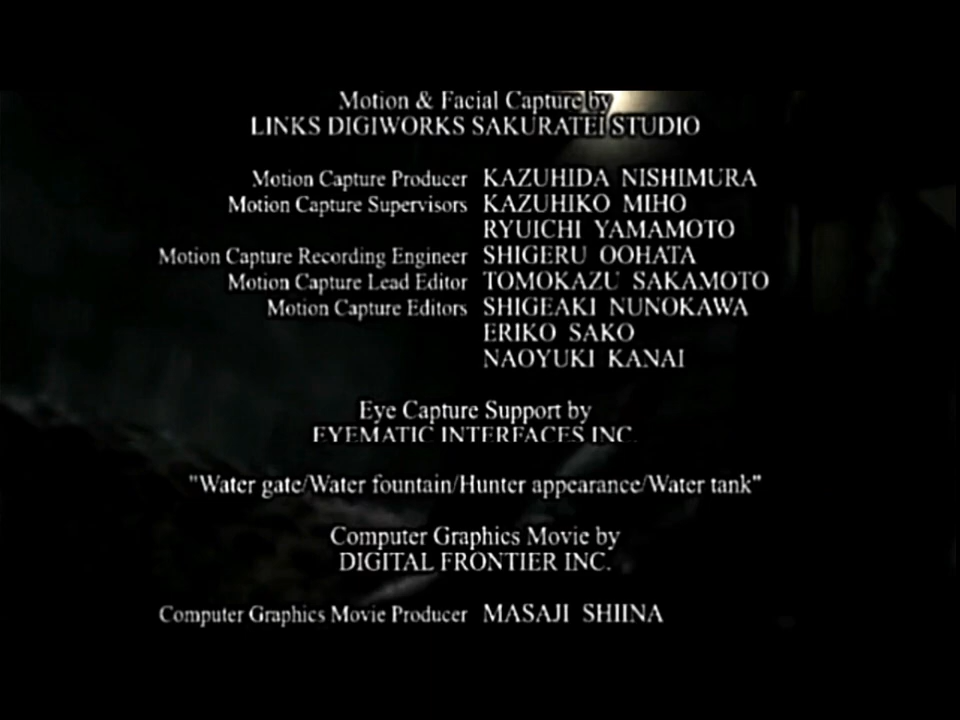 Motion & Facial Capture by
LINKS DIGIWORKS SAKURATEI STUDIO
Motion Capture Producer KAZUHIDA NISHIMURA
Motion Capture Supervisors KAZUHIKO MIHO
RYUICHI YAMAMOTO
Motion Capture Recording Engineer SHIGERU OOHATA
Motion Capture Lead Editor TOMOKAZU SAKAMOTO
Motion Capture Editors SHIGEAKI NUNOKAWA
ERIKO SAKO
NAOYUKI KANAI
Eye Capture Support by
EYEMATIC INTERFACES INC.
"Water gate/Water fountain/Hunter appearance/Water tank"
Computer Graphics Movie by
DIGITAL FRONTIER INC.
Computer Graphics Movie Producer MASAJI SHIINA